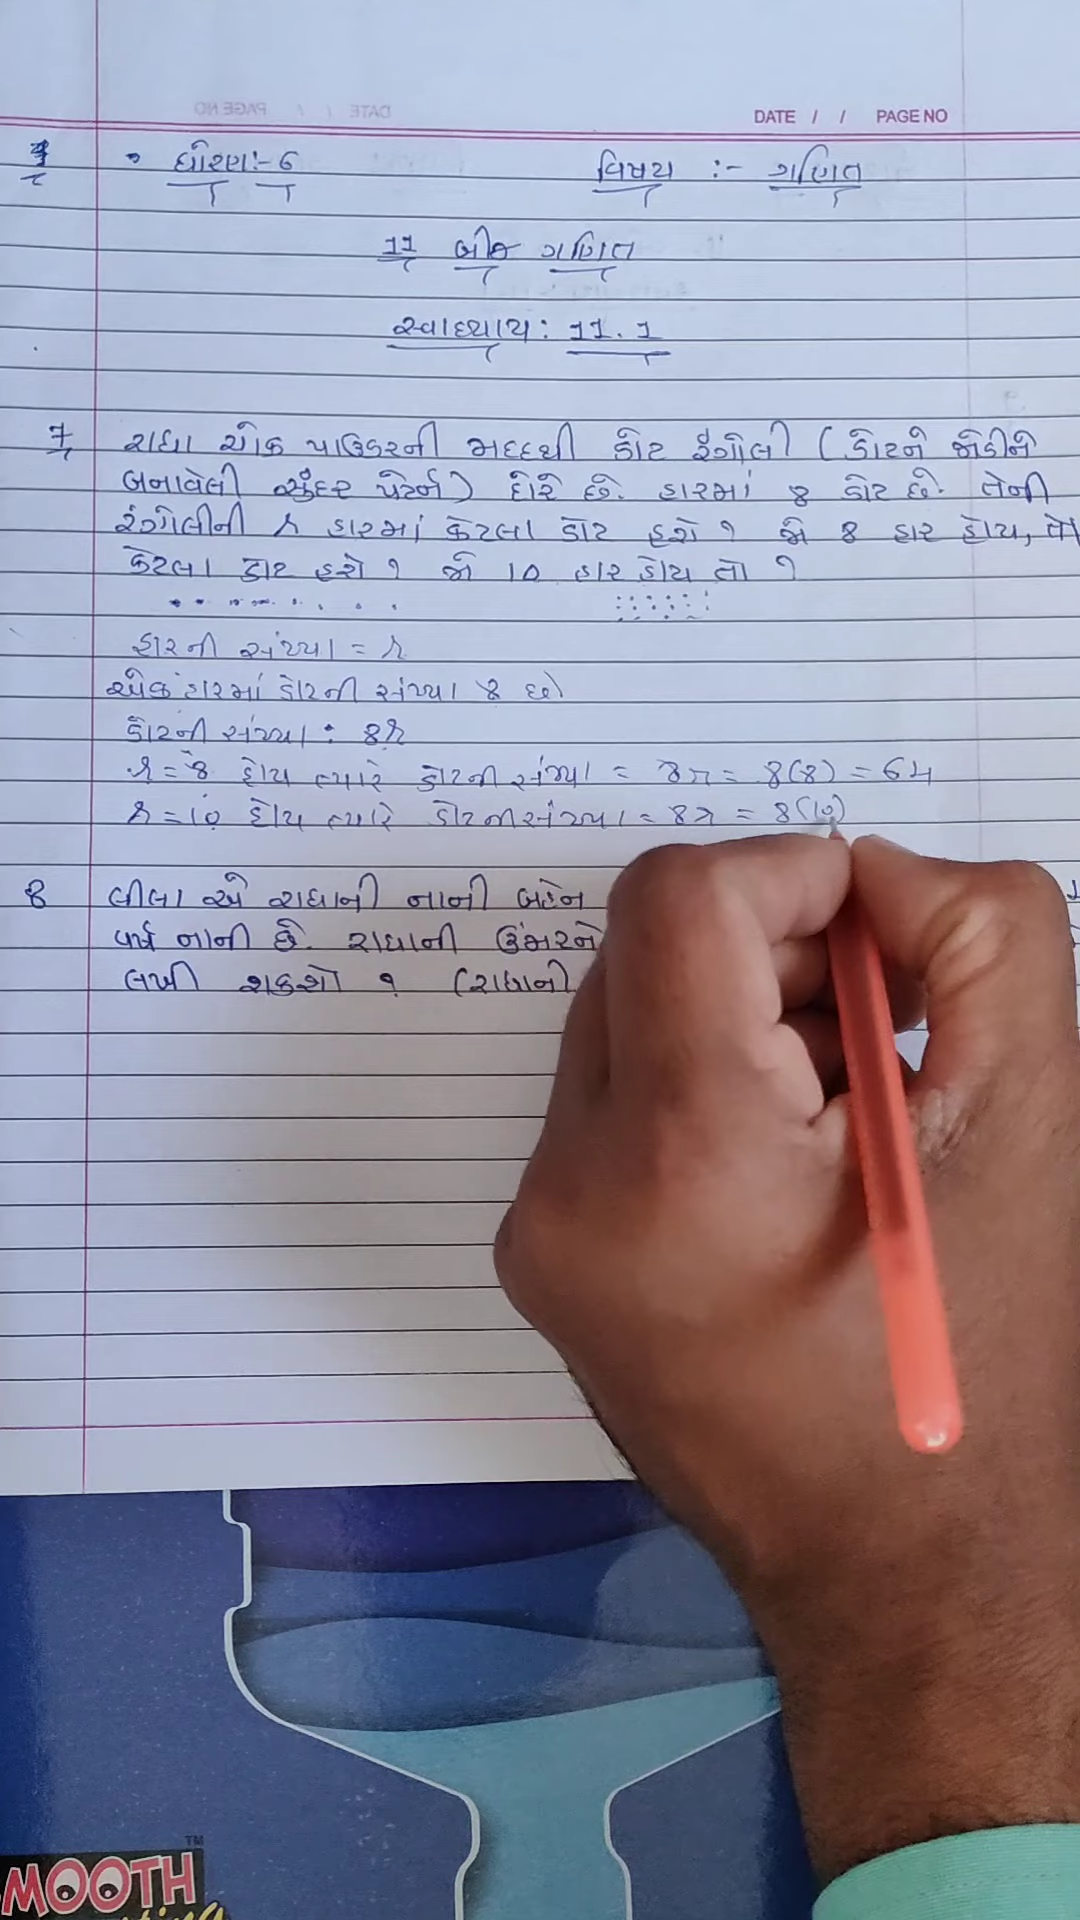 DATE / / PAGE NO
ધોરણ:- 6 વિષય :- ગણિત
11 બીજ ગણિત
સ્વાધ્યાય: 11.1
7 રાધા ચોક પાઉડરની મદદથી ડોટ રંગોલી (ડોટને જોડીને
બનાવેલી સુંદર પેટર્ન) દોરે છે. હારમાં 8 ડોટ છે. તેની
રંગોલીની r હારમાં કેટલા ડોટ હશે ? જો 8 હાર હોય, તો
કેટલા ડોટ હશે ? જો 10 હાર હોય તો ?
હારની સંખ્યા = r
એક હારમાં ડોટની સંખ્યા 8 છે
ડોટની સંખ્યા : 8r
r = 8 હોય ત્યારે ડોટની સંખ્યા = 8r = 8(8) = 64
r = 10 હોય ત્યારે ડોટની સંખ્યા = 8r = 8(10)
8 લીલા એ રાધાની નાની બહેન
વર્ષ નાની છે. રાધાની ઉંમરને
લખી શકશો ? (રાધાની
MOOTH
TM